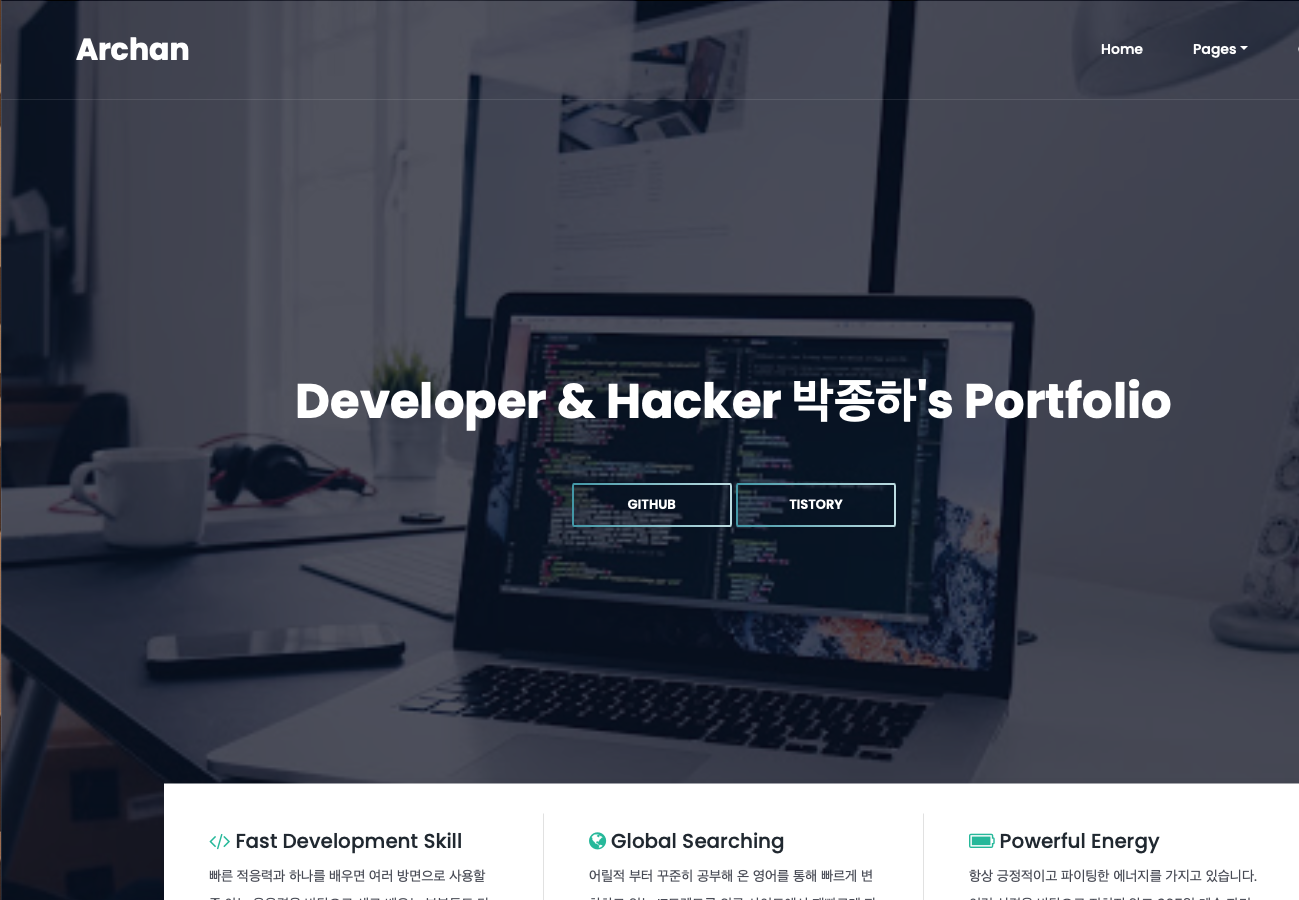 Archan
Home Pages
Developer & Hacker 박종하's Portfolio
GITHUB TISTORY
Fast Development Skill
빠른 적응력과 하나를 배우면 여러 방면으로 사용할
Global Searching
어릴적 부터 꾸준히 공부해 온 영어를 통해 빠르게 변
Powerful Energy
항상 긍정적이고 파이팅한 에너지를 가지고 있습니다.